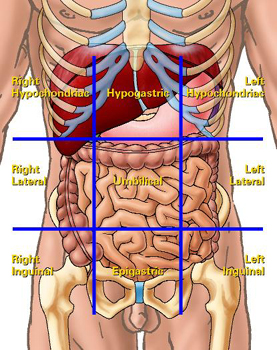 Right
Hypochondriac
Hypogastric
Left
Hypochondriac
Right
Lateral
Umbilical
Left
Lateral
Right
Inguinal
Epigastric
Left
Inguinal